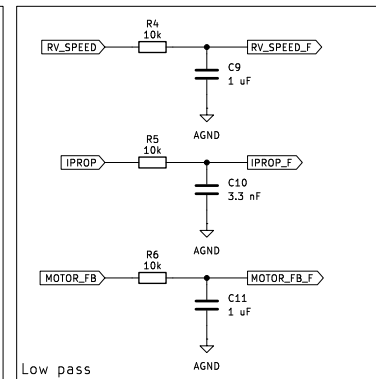 R4
10k
RV_SPEED
RV_SPEED_F
C9
1 uF
AGND
R5
10k
IPROP
IPROP_F
C10
3.3 nF
AGND
R6
10k
MOTOR_FB
MOTOR_FB_F
C11
1 uF
AGND
Low pass